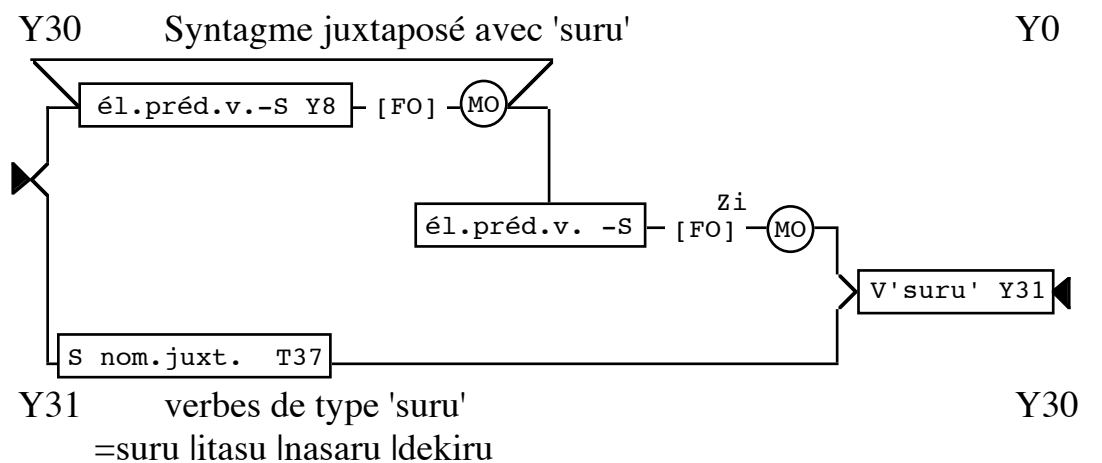 Y30 Syntagme juxtaposé avec 'suru' Y0
él.préd.v.-S Y8 [FO] MO
Zi
él.préd.v. -S [FO] MO
V'suru' Y31
S nom.juxt. T37
Y31 verbes de type 'suru' Y30
=suru |itasu |nasaru |dekiru